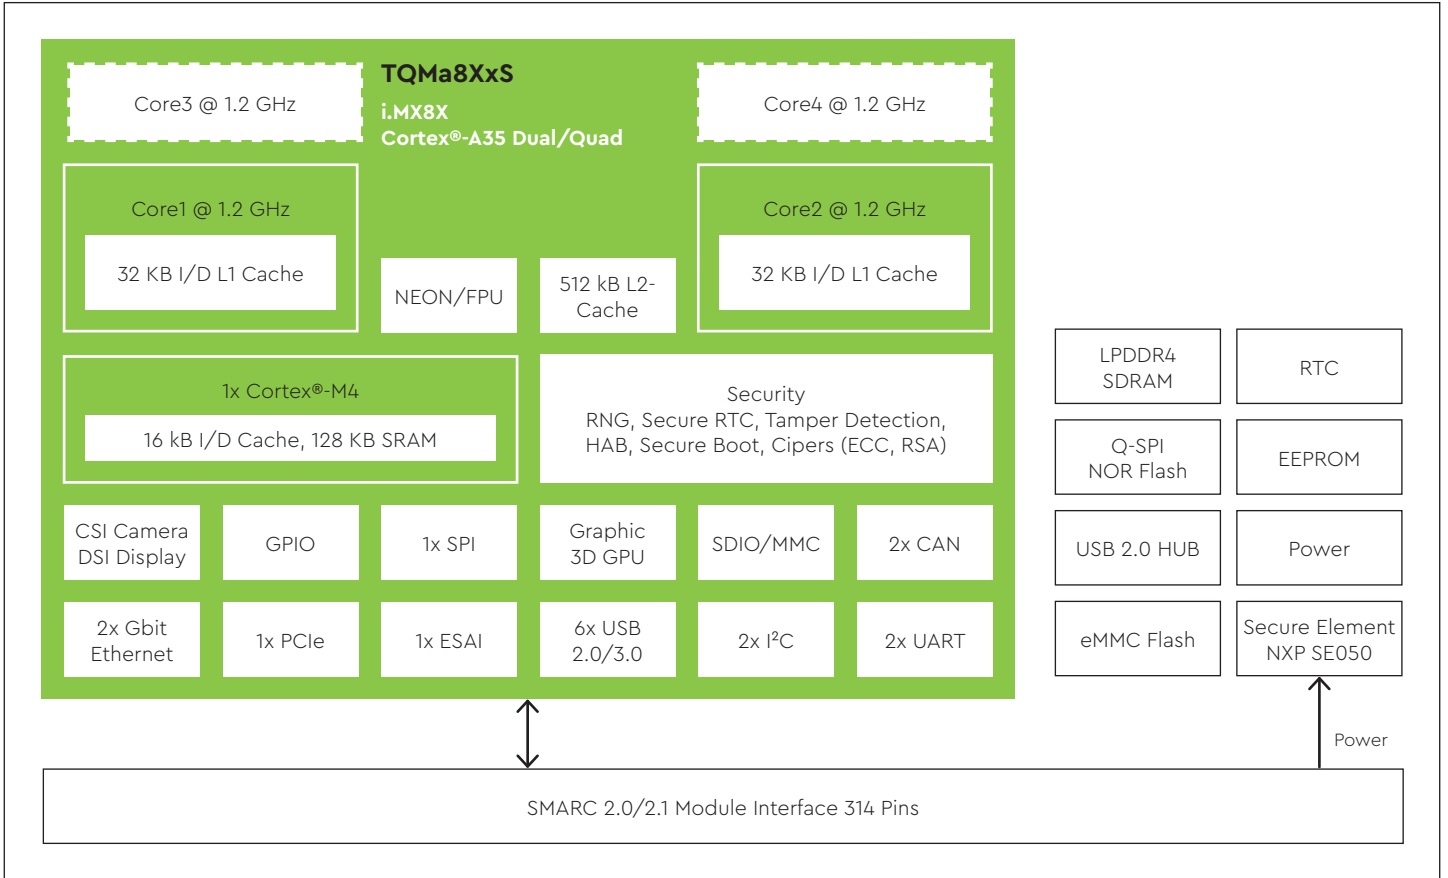 TQMa8XxS
i.MX8X
Cortex®-A35 Dual/Quad
Core3 @ 1.2 GHz
Core4 @ 1.2 GHz
Core1 @ 1.2 GHz
32 KB I/D L1 Cache
NEON/FPU
512 kB L2-
Cache
Core2 @ 1.2 GHz
32 KB I/D L1 Cache
1x Cortex®-M4
16 kB I/D Cache, 128 KB SRAM
Security
RNG, Secure RTC, Tamper Detection,
HAB, Secure Boot, Cipers (ECC, RSA)
CSI Camera
DSI Display
GPIO
1x SPI
Graphic
3D GPU
SDIO/MMC
2x CAN
2x Gbit
Ethernet
1x PCIe
1x ESAI
6x USB
2.0/3.0
2x I²C
2x UART
LPDDR4
SDRAM
RTC
Q-SPI
NOR Flash
EEPROM
USB 2.0 HUB
Power
eMMC Flash
Secure Element
NXP SE050
Power
SMARC 2.0/2.1 Module Interface 314 Pins